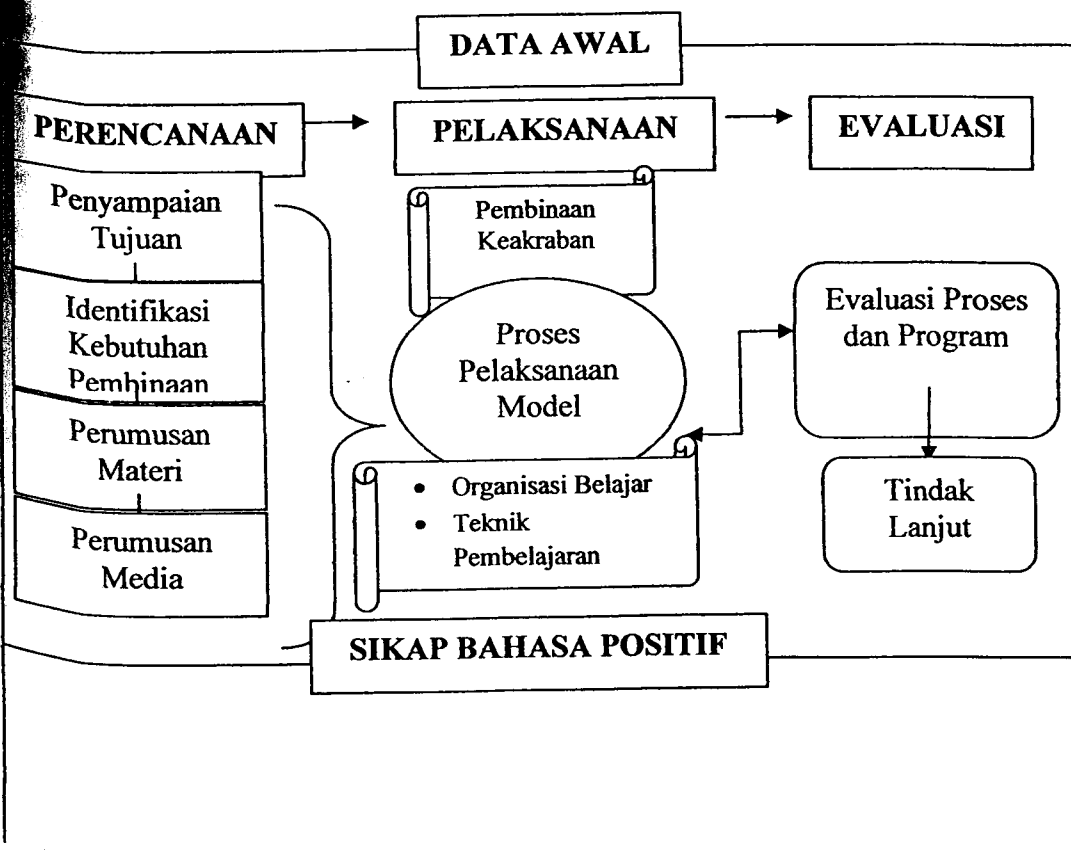 DATA AWAL
PERENCANAAN
PELAKSANAAN
EVALUASI
Penyampaian
Tujuan
Identifikasi
Kebutuhan
Pembinaan
Perumusan
Materi
Perumusan
Media
Pembinaan
Keakraban
Proses
Pelaksanaan
Model
• Organisasi Belajar
• Teknik
Pembelajaran
Evaluasi Proses
dan Program
Tindak
Lanjut
SIKAP BAHASA POSITIF